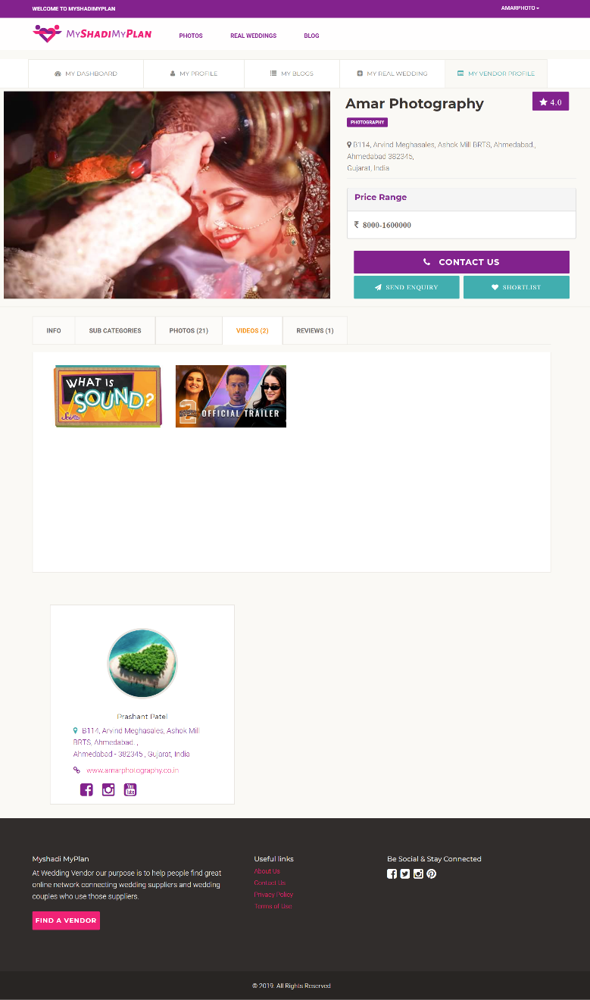 WELCOME TO MYSHADIMYPLAN
AMARPHOTO
MYSHADIMYPLAN
PHOTOS
REAL WEDDINGS
BLOG
MY DASHBOARD
MY PROFILE
MY BLOGS
MY REAL WEDDING
MY VENDOR PROFILE
Amar Photography
4.0
PHOTOGRAPHY
B114, Arvind Meghasales, Ashok Mill BRTS, Ahmedabad.,
Ahmedabad 382345,
Gujarat, India
Price Range
₹ 8000-1600000
CONTACT US
SEND ENQUIRY
SHORTLIST
INFO
SUB CATEGORIES
PHOTOS (21)
VIDEOS (2)
REVIEWS (1)
WHAT IS
SOUND?
Sci
2 OFFICIAL TRAILER
Prashant Patel
B114, Arvind Meghasales, Ashok Mill
BRTS, Ahmedabad. ,
Ahmedabad - 382345 , Gujarat, India
www.amarphotography.co.in
You
Tube
Myshadi MyPlan
At Wedding Vendor our purpose is to help people find great
online network connecting wedding suppliers and wedding
couples who use those suppliers.
FIND A VENDOR
Useful links
About Us
Contact Us
Privacy Policy
Terms of Use
Be Social & Stay Connected
© 2019. All Rights Reserved